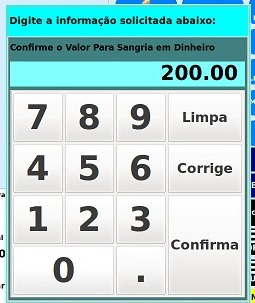 Digite a informação solicitada abaixo:
Confirme o Valor Para Sangria em Dinheiro
200.00
7 8 9 Limpa
4 5 6 Corrige
1 2 3 Confirma
0 .